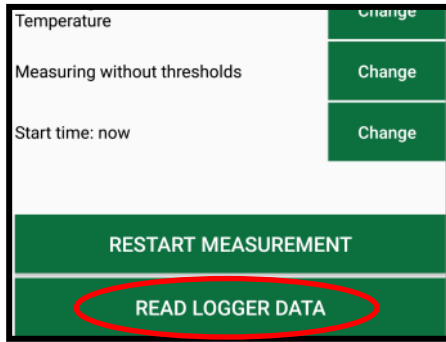 Temperature
Change
Measuring without thresholds
Change
Start time: now
Change
RESTART MEASUREMENT
READ LOGGER DATA